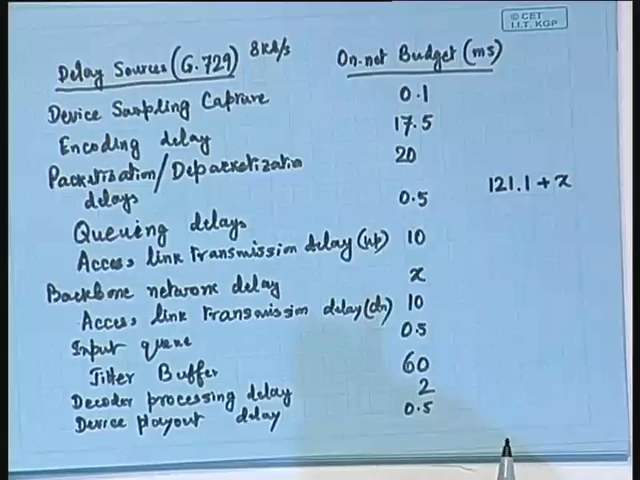 © CET
I.I.T. KGP
Delay Sources (G.729) 8 Kb/s On-net Budget (ms)
Device Sampling Capture 0.1
Encoding delay 17.5
Packetization/Depacketization 20
delays
Queuing delays 0.5
Access link transmission delay (up) 10
Backbone network delay x
Access link transmission delay (dn) 10
Input queue 0.5
Jitter Buffer 60
Decoder processing delay 2
Device playout delay 0.5
121.1 + x